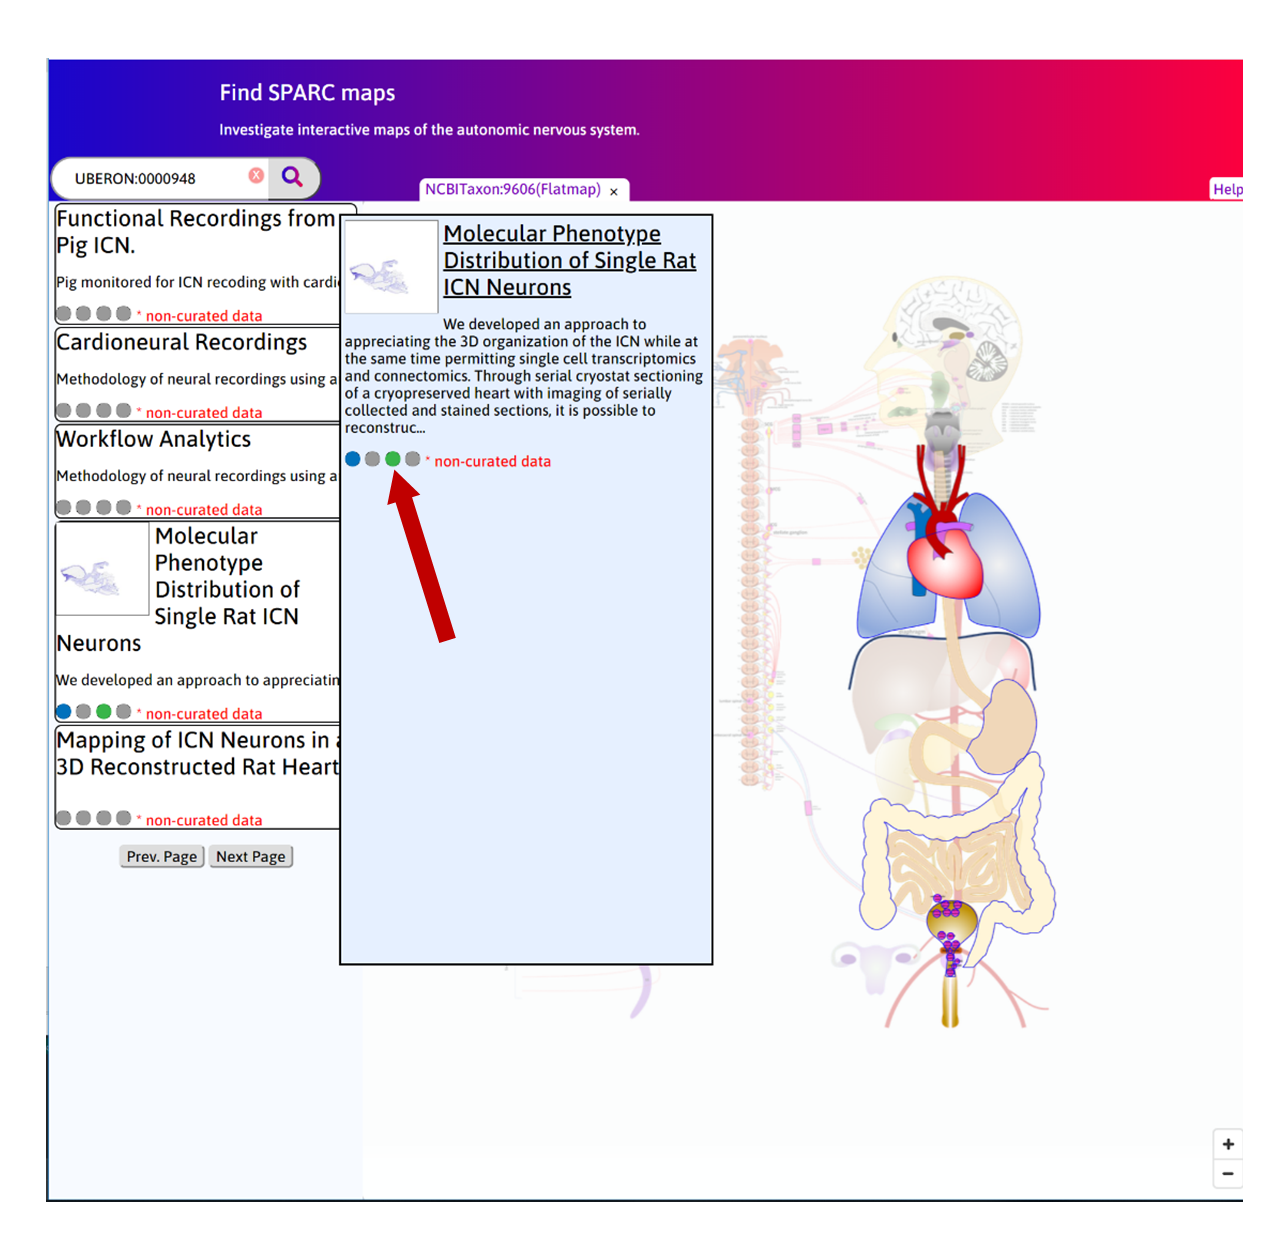 Find SPARC maps
Investigate interactive maps of the autonomic nervous system.
UBERON:0000948
x
NCBITaxon:9606(Flatmap) ×
Help
Functional Recordings from
Pig ICN.
Pig monitored for ICN recoding with cardi
* non-curated data
Cardioneural Recordings
Methodology of neural recordings using a
* non-curated data
Workflow Analytics
Methodology of neural recordings using a
* non-curated data
Molecular
Phenotype
Distribution of
Single Rat ICN
Neurons
We developed an approach to appreciatin
* non-curated data
Mapping of ICN Neurons in a
3D Reconstructed Rat Heart
* non-curated data
Prev. Page Next Page
Molecular Phenotype
Distribution of Single Rat
ICN Neurons
We developed an approach to
appreciating the 3D organization of the ICN while at
the same time permitting single cell transcriptomics
and connectomics. Through serial cryostat sectioning
of a cryopreserved heart with imaging of serially
collected and stained sections, it is possible to
reconstruc...
* non-curated data
+
−